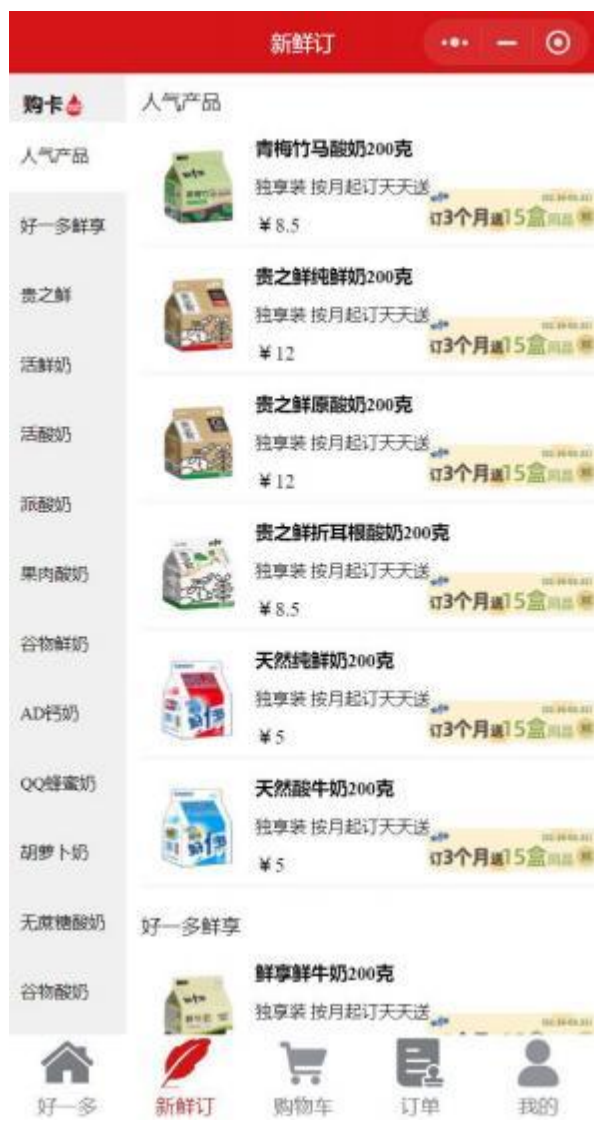 新鲜订
购卡
人气产品
好一多鲜享
贵之鲜
活鲜奶
活酸奶
派酸奶
果肉酸奶
谷物鲜奶
AD钙奶
QQ蜂蜜奶
胡萝卜奶
无蔗糖酸奶
谷物酸奶
人气产品
青梅竹马酸奶200克
独享装 按月起订天天送
¥8.5
订3个月送15盒
贵之鲜纯鲜奶200克
独享装 按月起订天天送
¥12
订3个月送15盒
贵之鲜原酸奶200克
独享装 按月起订天天送
¥12
订3个月送15盒
贵之鲜折耳根酸奶200克
独享装 按月起订天天送
¥8.5
订3个月送15盒
天然纯鲜奶200克
独享装 按月起订天天送
¥5
订3个月送15盒
天然酸牛奶200克
独享装 按月起订天天送
¥5
订3个月送15盒
好一多鲜享
鲜享鲜牛奶200克
独享装 按月起订天天送
好一多
新鲜订
购物车
订单
我的